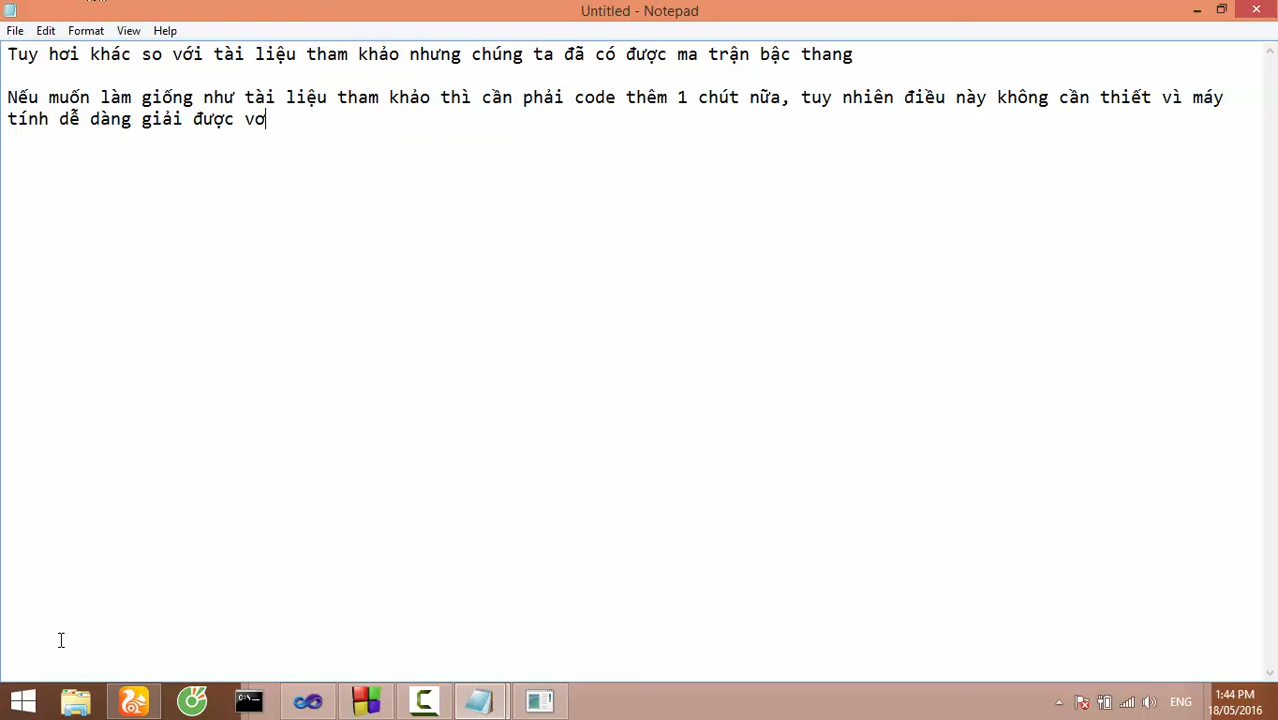 Untitled - Notepad
File Edit Format View Help
Tuy hơi khác so với tài liệu tham khảo nhưng chúng ta đã có được ma trận bậc thang
Nếu muốn làm giống như tài liệu tham khảo thì cần phải code thêm 1 chút nữa, tuy nhiên điều này không cần thiết vì máy
tính dễ dàng giải được vơ
ENG
1:44 PM
18/05/2016